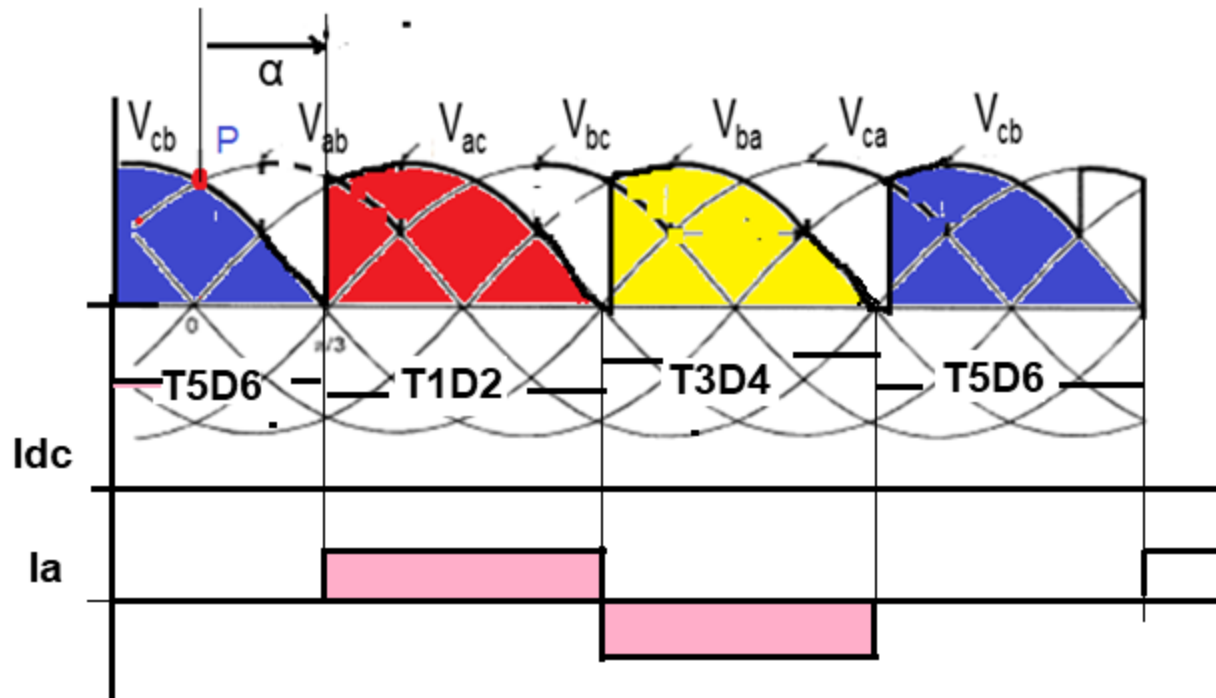 α
Vcb P Vab Vac Vbc Vba Vca Vcb
0
π/3
T5D6 T1D2 T3D4 T5D6
Idc
Ia